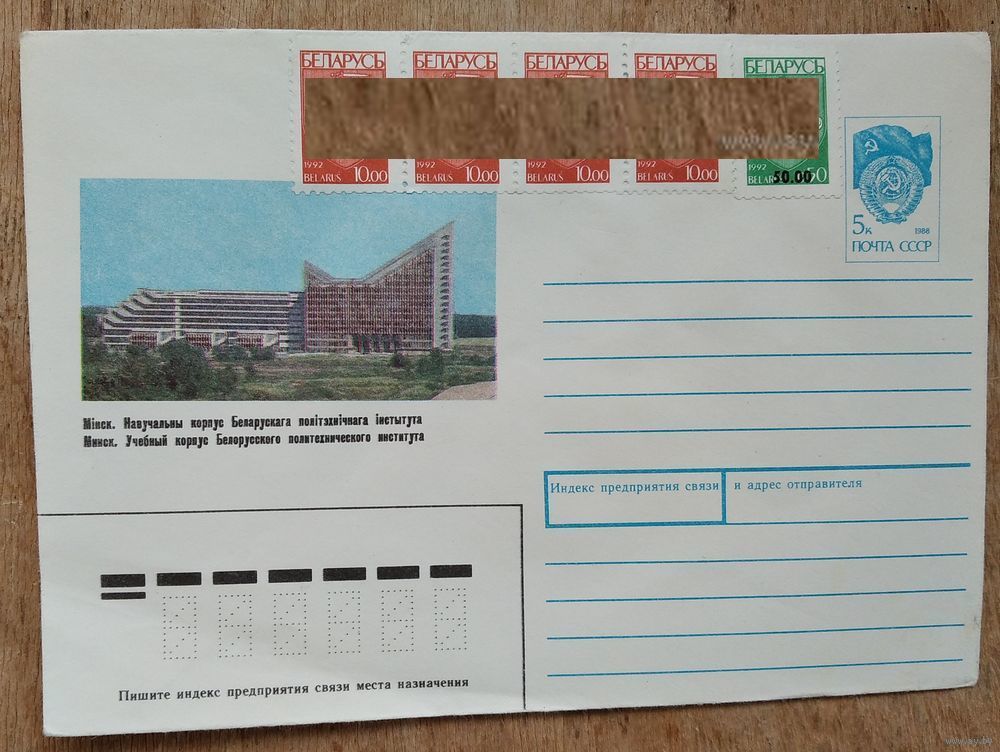 БЕЛАРУСЬ БЕЛАРУСЬ БЕЛАРУСЬ БЕЛАРУСЬ БЕЛАРУСЬ
1992 1992 1992 1992 1992
BELARUS 10.00 BELARUS 10.00 BELARUS 10.00 BELARUS 10.00 50.00
5к 1988
ПОЧТА СССР
Мінск. Навучальны корпус Беларускага політэхнічнага інстытута
Минск. Учебный корпус Белорусского политехнического института
Индекс предприятия связи и адрес отправителя
Пишите индекс предприятия связи места назначения